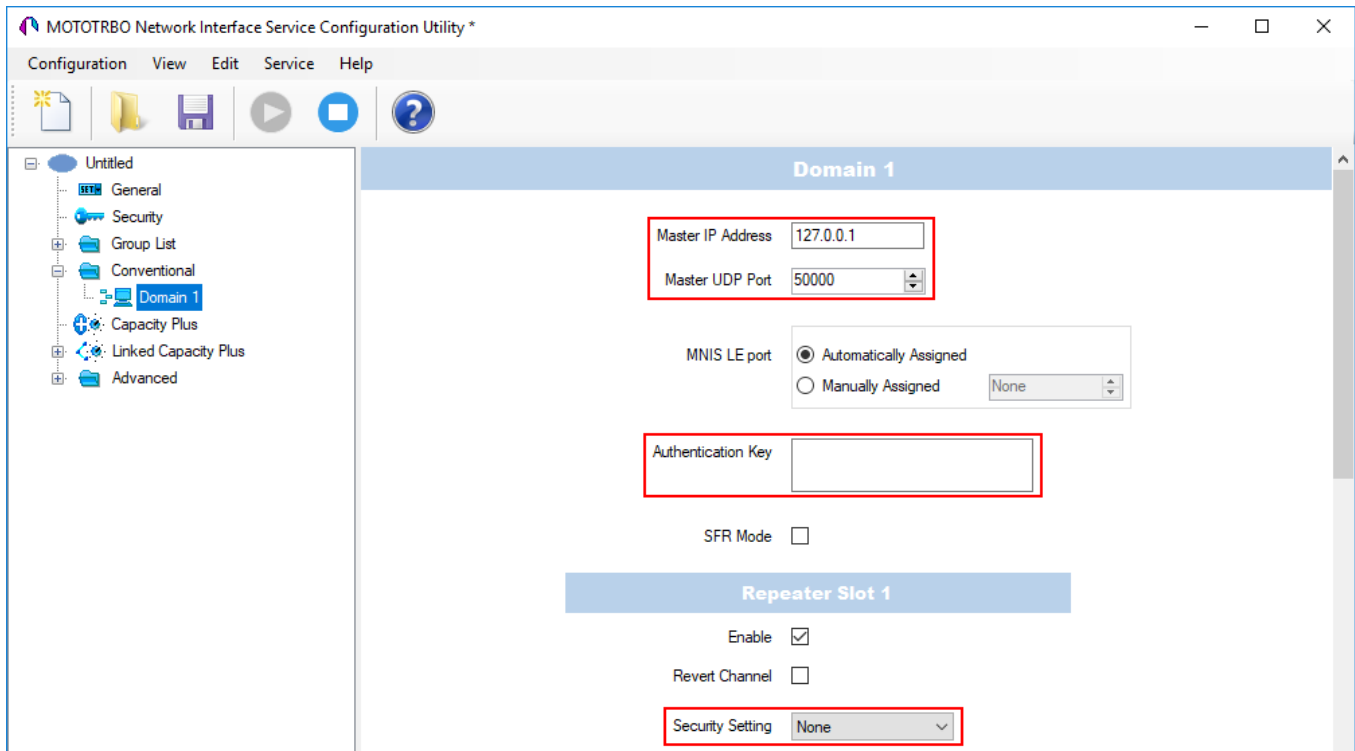 MOTOTRBO Network Interface Service Configuration Utility *
Configuration View Edit Service Help
Untitled
General
Security
Group List
Conventional
Domain 1
Capacity Plus
Linked Capacity Plus
Advanced
Domain 1
Master IP Address 127.0.0.1
Master UDP Port 50000
MNIS LE port Automatically Assigned
Manually Assigned None
Authentication Key
SFR Mode
Repeater Slot 1
Enable
Revert Channel
Security Setting None